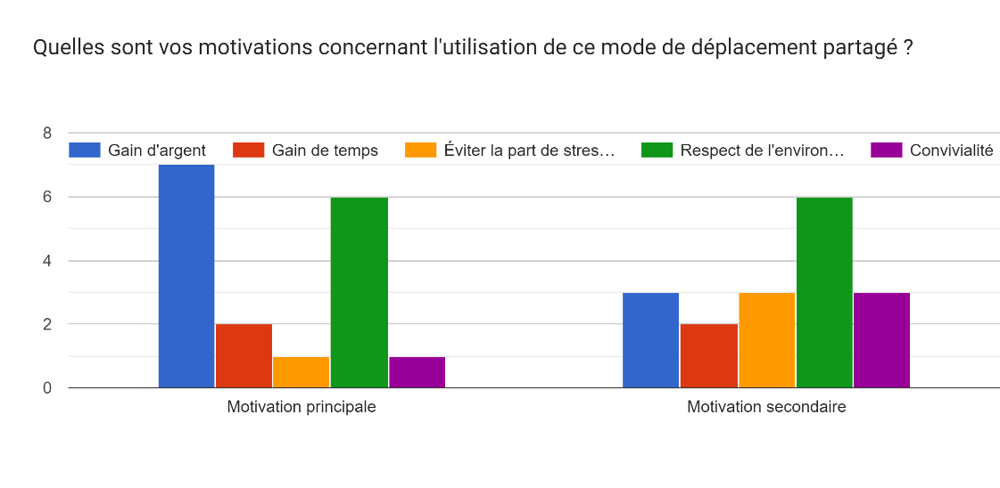 Quelles sont vos motivations concernant l'utilisation de ce mode de déplacement partagé ?
8
Gain d'argent Gain de temps Éviter la part de stres… Respect de l'environ… Convivialité
6
4
2
0
Motivation principale Motivation secondaire